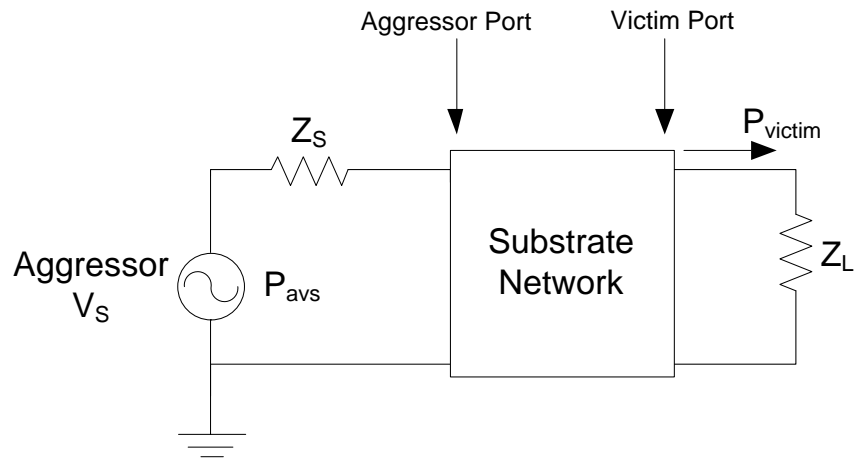 Aggressor Port
Victim Port
Z_S
P_victim
Aggressor
V_S
P_avs
Substrate
Network
Z_L